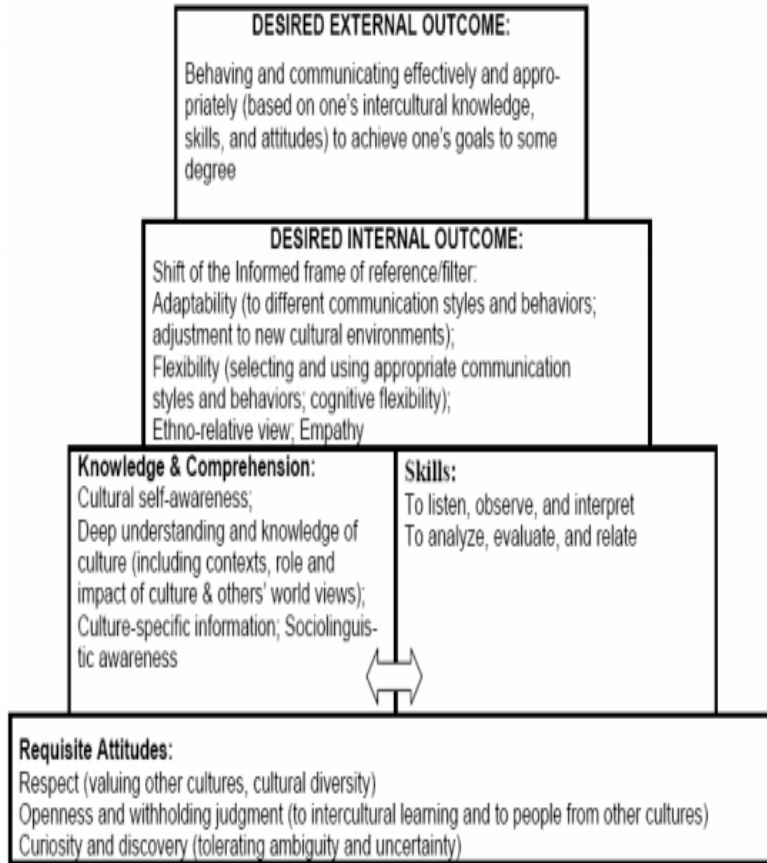 DESIRED EXTERNAL OUTCOME:
Behaving and communicating effectively and appro-
priately (based on one's intercultural knowledge,
skills, and attitudes) to achieve one's goals to some
degree
DESIRED INTERNAL OUTCOME:
Shift of the Informed frame of reference/filter:
Adaptability (to different communication styles and behaviors;
adjustment to new cultural environments);
Flexibility (selecting and using appropriate communication
styles and behaviors; cognitive flexibility);
Ethno-relative view; Empathy
Knowledge & Comprehension:
Cultural self-awareness;
Deep understanding and knowledge of
culture (including contexts, role and
impact of culture & others' world views);
Culture-specific information; Sociolinguis-
tic awareness
Skills:
To listen, observe, and interpret
To analyze, evaluate, and relate
Requisite Attitudes:
Respect (valuing other cultures, cultural diversity)
Openness and withholding judgment (to intercultural learning and to people from other cultures)
Curiosity and discovery (tolerating ambiguity and uncertainty)